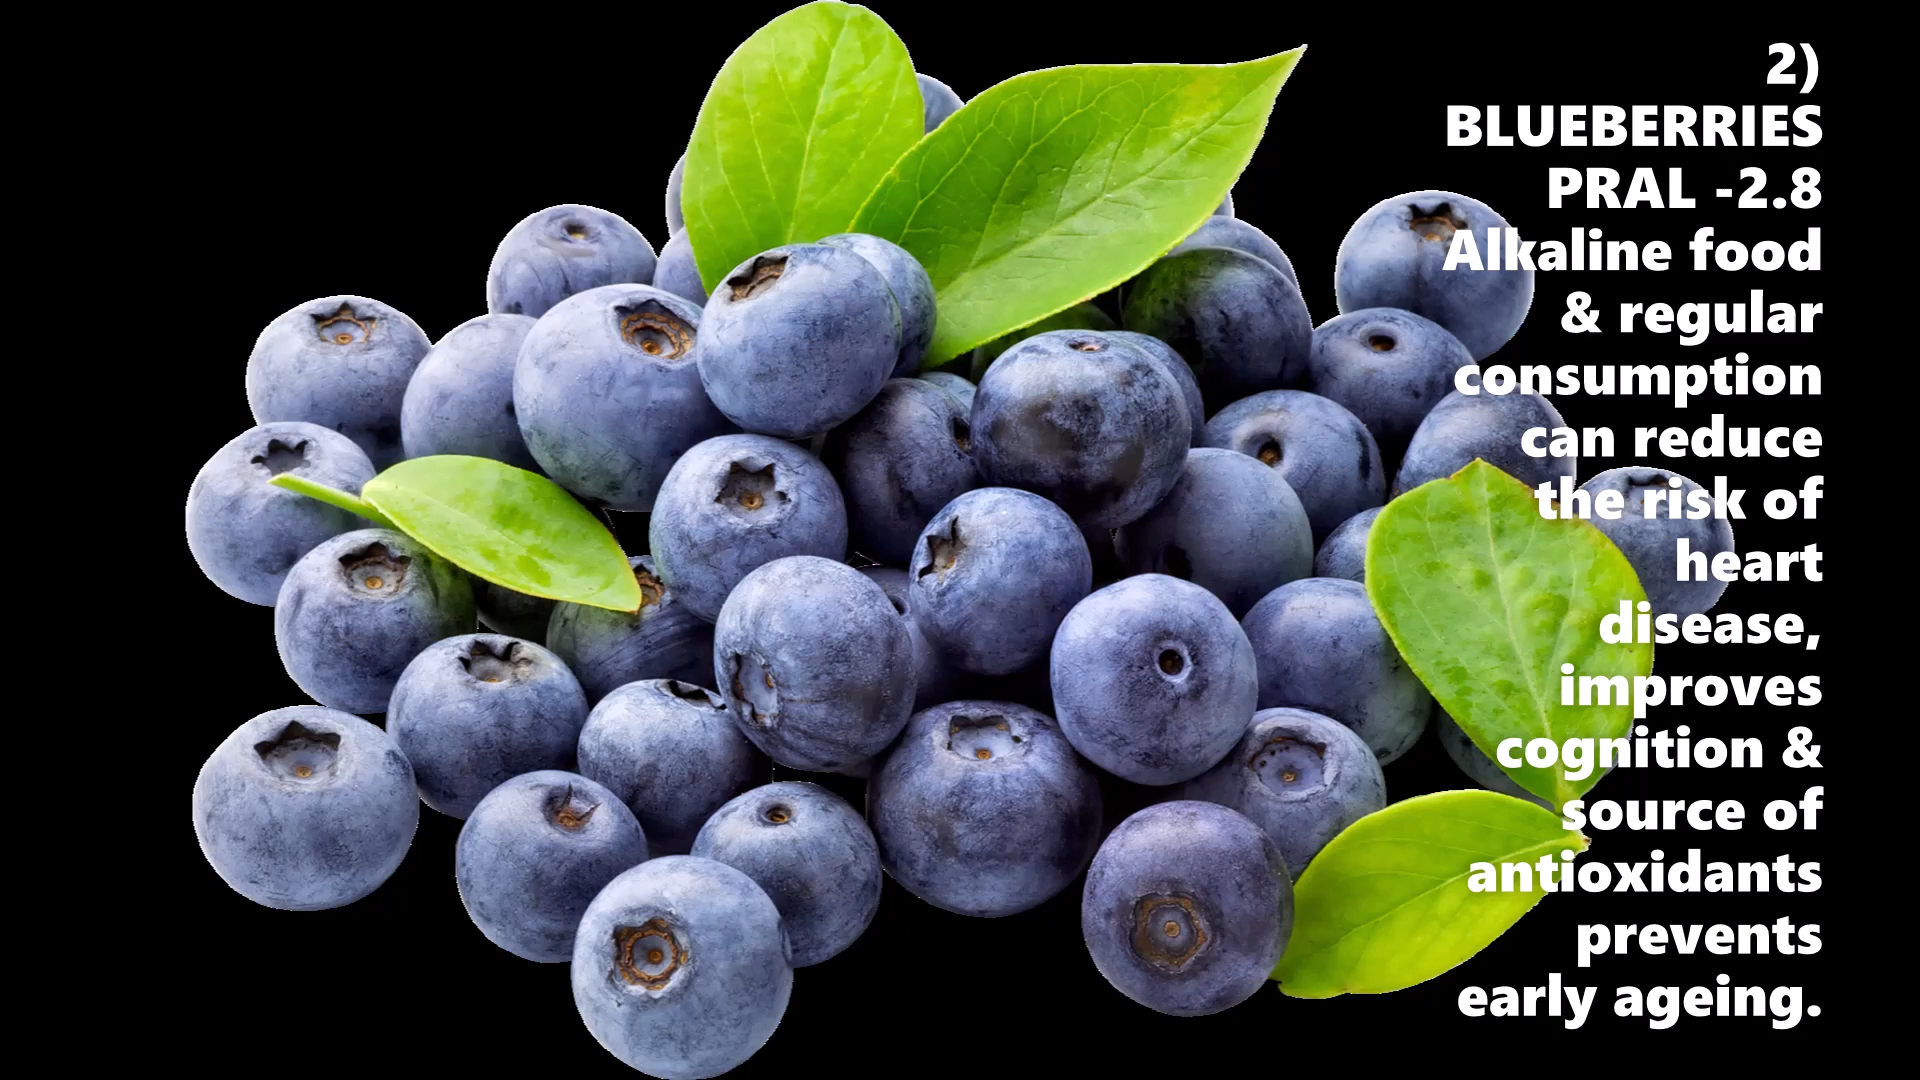 2)
BLUEBERRIES
PRAL -2.8
Alkaline food
& regular
consumption
can reduce
the risk of
heart
disease,
improves
cognition &
source of
antioxidants
prevents
early ageing.